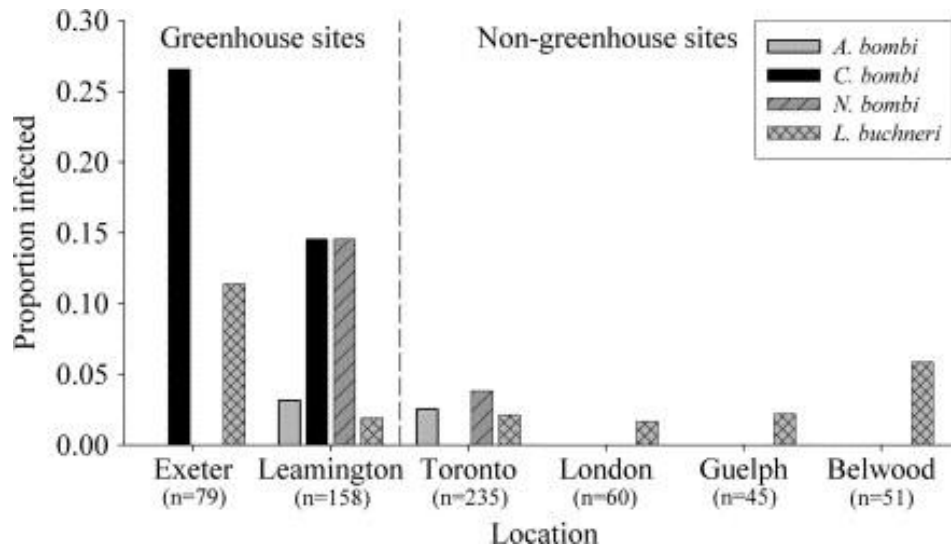 Greenhouse sites
Non-greenhouse sites
A. bombi
C. bombi
N. bombi
L. buchneri
Proportion infected
0.30
0.25
0.20
0.15
0.10
0.05
0.00
Exeter Leamington Toronto London Guelph Belwood
(n=79) (n=158) (n=235) (n=60) (n=45) (n=51)
Location